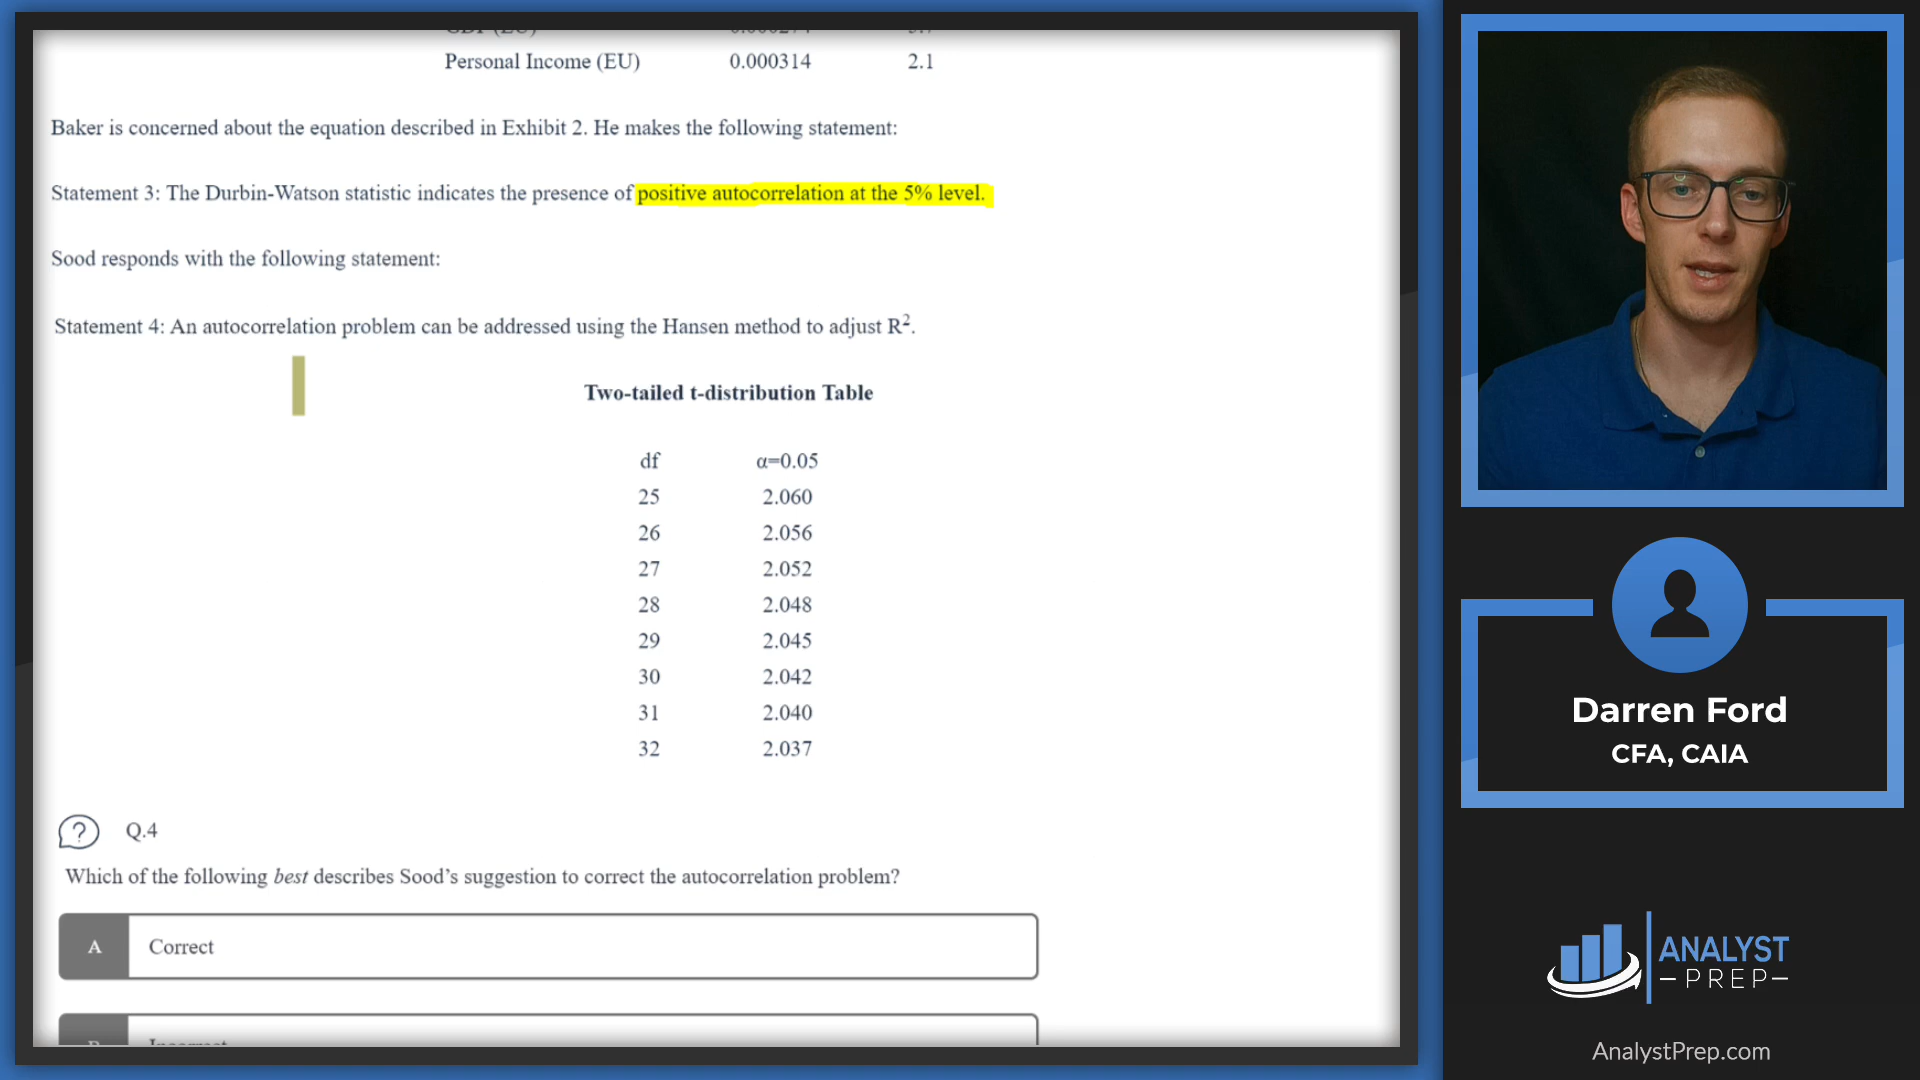 Personal Income (EU) 0.000314 2.1
Baker is concerned about the equation described in Exhibit 2. He makes the following statement:
Statement 3: The Durbin-Watson statistic indicates the presence of positive autocorrelation at the 5% level.
Sood responds with the following statement:
Statement 4: An autocorrelation problem can be addressed using the Hansen method to adjust R².
Two-tailed t-distribution Table
df α=0.05
25 2.060
26 2.056
27 2.052
28 2.048
29 2.045
30 2.042
31 2.040
32 2.037
? Q.4
Which of the following best describes Sood’s suggestion to correct the autocorrelation problem?
A Correct
Darren Ford
CFA, CAIA
ANALYST
PREP
AnalystPrep.com